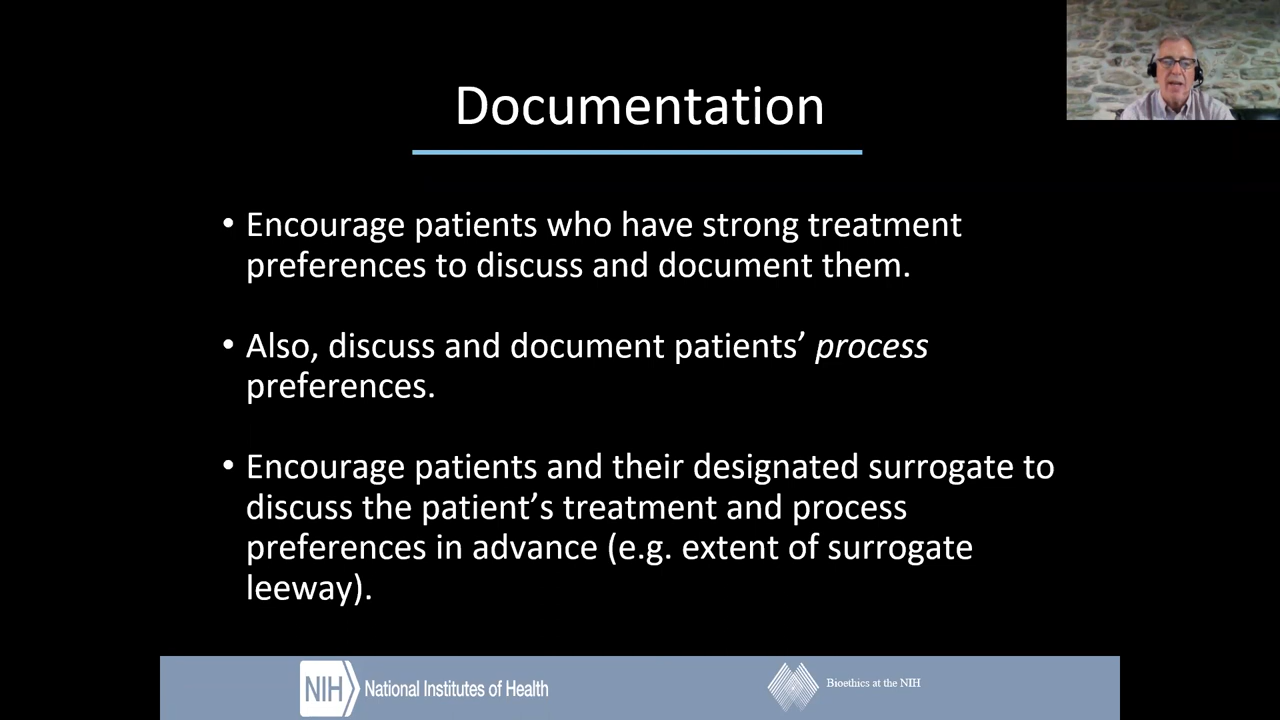 Documentation
• Encourage patients who have strong treatment
preferences to discuss and document them.
• Also, discuss and document patients’ process
preferences.
• Encourage patients and their designated surrogate to
discuss the patient’s treatment and process
preferences in advance (e.g. extent of surrogate
leeway).
NIH National Institutes of Health
Bioethics at the NIH